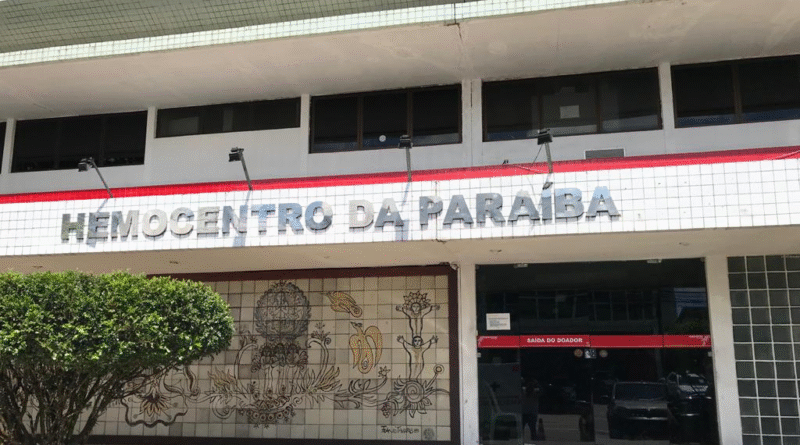 HEMOCENTRO DA PARAÍBA
SAÍDA DO DOADOR